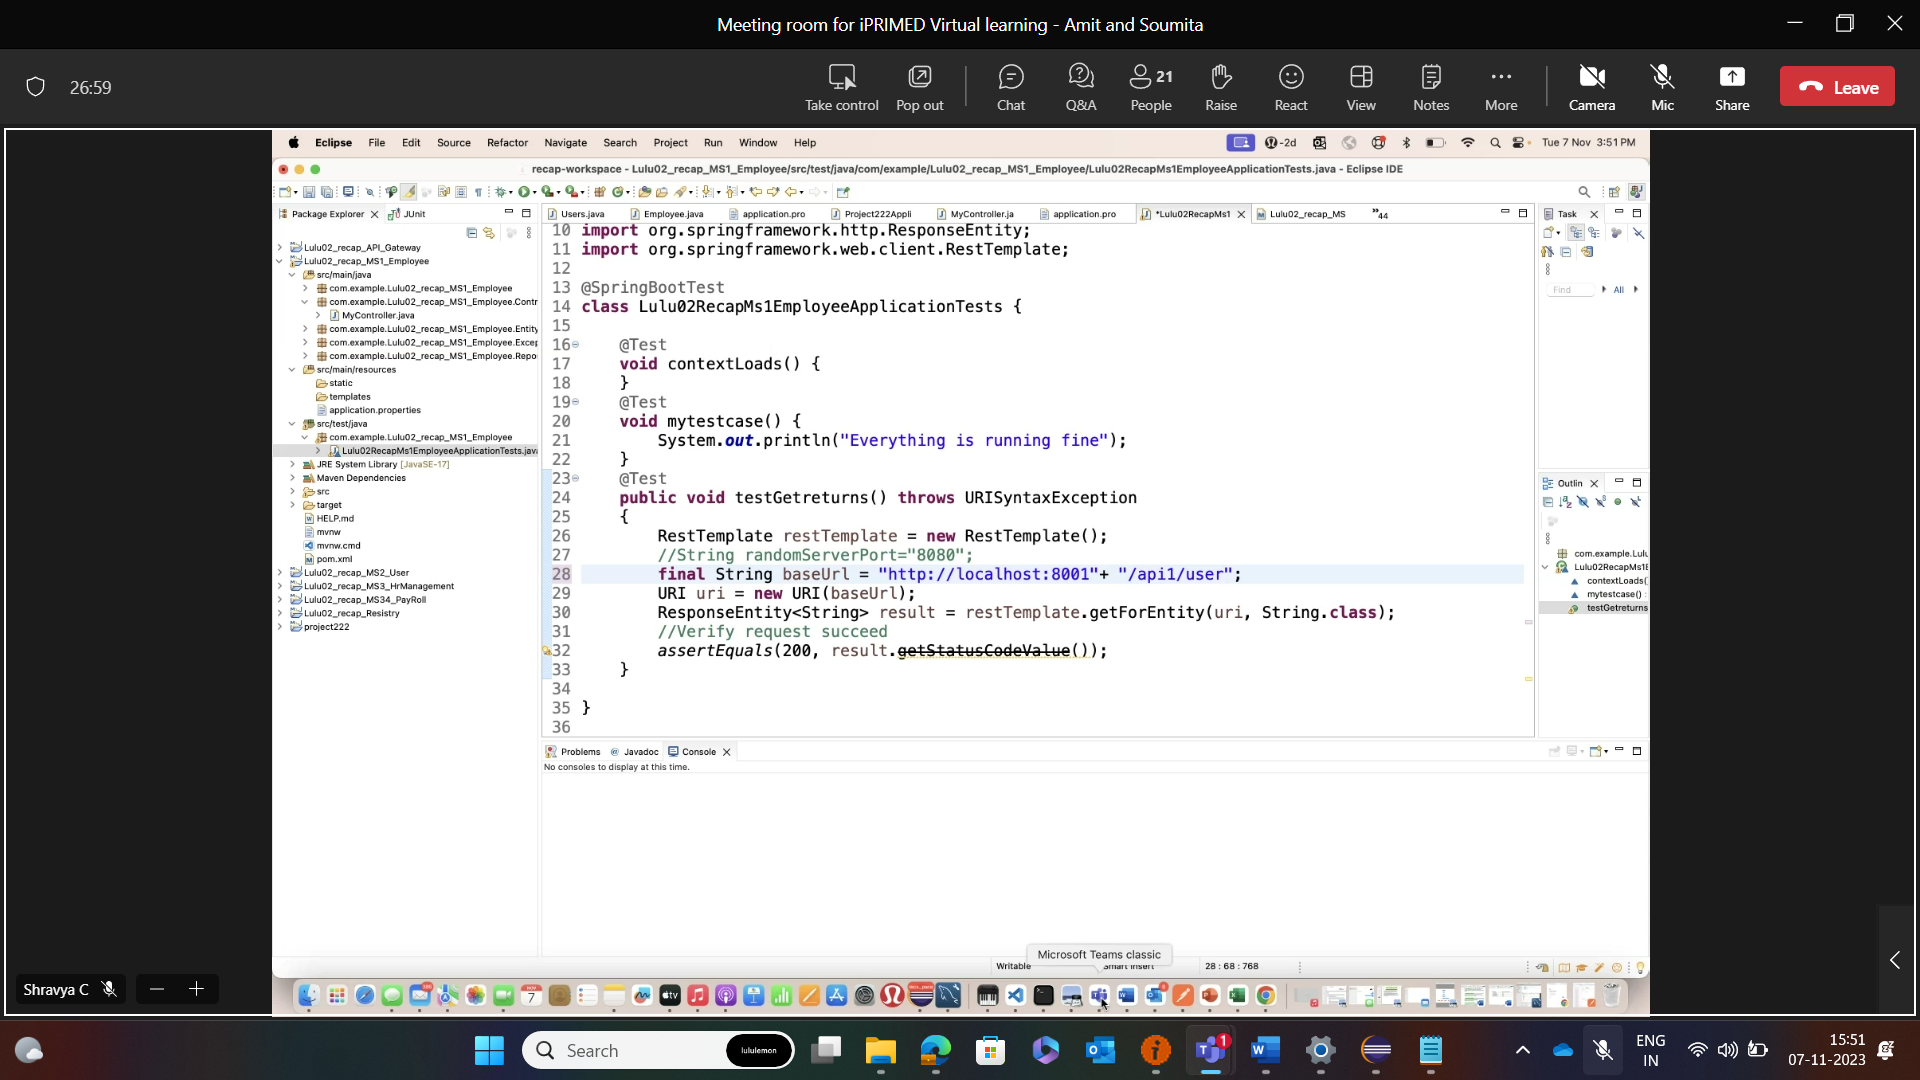 Meeting room for iPRIMED Virtual learning - Amit and Soumita
26:59
Take control
Pop out
Chat
Q&A
21
People
Raise
React
View
Notes
More
Camera
Mic
Share
Leave
Eclipse File Edit Source Refactor Navigate Search Project Run Window Help
-2d
Tue 7 Nov 3:51 PM
recap-workspace - Lulu02_recap_MS1_Employee/src/test/java/com/example/Lulu02_recap_MS1_Employee/Lulu02RecapMs1EmployeeApplicationTests.java - Eclipse IDE
Package Explorer
JUnit
Lulu02_recap_API_Gateway
Lulu02_recap_MS1_Employee
src/main/java
com.example.Lulu02_recap_MS1_Employee
com.example.Lulu02_recap_MS1_Employee.Contr
MyController.java
com.example.Lulu02_recap_MS1_Employee.Entity
com.example.Lulu02_recap_MS1_Employee.Excep
com.example.Lulu02_recap_MS1_Employee.Repo
src/main/resources
static
templates
application.properties
src/test/java
com.example.Lulu02_recap_MS1_Employee
Lulu02RecapMs1EmployeeApplicationTests.jav
JRE System Library [JavaSE-17]
Maven Dependencies
src
target
HELP.md
mvnw
mvnw.cmd
pom.xml
Lulu02_recap_MS2_User
Lulu02_recap_MS3_HrManagement
Lulu02_recap_MS34_PayRoll
Lulu02_recap_Resistry
project222
Users.java
Employee.java
application.pro
Project222Appli
MyController.ja
application.pro
*Lulu02RecapMs1
Lulu02_recap_MS
»44
10 import org.springframework.http.ResponseEntity;
11 import org.springframework.web.client.RestTemplate;
12
13 @SpringBootTest
14 class Lulu02RecapMs1EmployeeApplicationTests {
15
16 @Test
17 void contextLoads() {
18 }
19 @Test
20 void mytestcase() {
21 System.out.println("Everything is running fine");
22 }
23 @Test
24 public void testGetreturns() throws URISyntaxException
25 {
26 RestTemplate restTemplate = new RestTemplate();
27 //String randomServerPort="8080";
28 final String baseUrl = "http://localhost:8001"+ "/api1/user";
29 URI uri = new URI(baseUrl);
30 ResponseEntity<String> result = restTemplate.getForEntity(uri, String.class);
31 //Verify request succeed
32 assertEquals(200, result.getStatusCodeValue());
33 }
34
35 }
36
Task
Find
All
Outlin
com.example.Lulu
Lulu02RecapMs1E
contextLoads(
mytestcase() :
testGetreturns
Problems
Javadoc
Console
No consoles to display at this time.
Microsoft Teams classic
Writable
Smart Insert
28 : 68 : 768
Shravya C
Search
lululemon
1
ENG
IN
15:51
07-11-2023